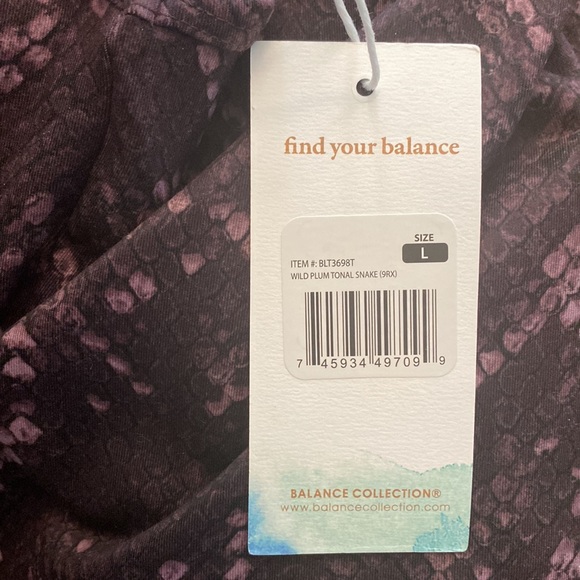 find your balance
SIZE
L
ITEM #: BLT3698T
WILD PLUM TONAL SNAKE (9RX)
7 45934 49709 9
BALANCE COLLECTION®
www.balancecollection.com